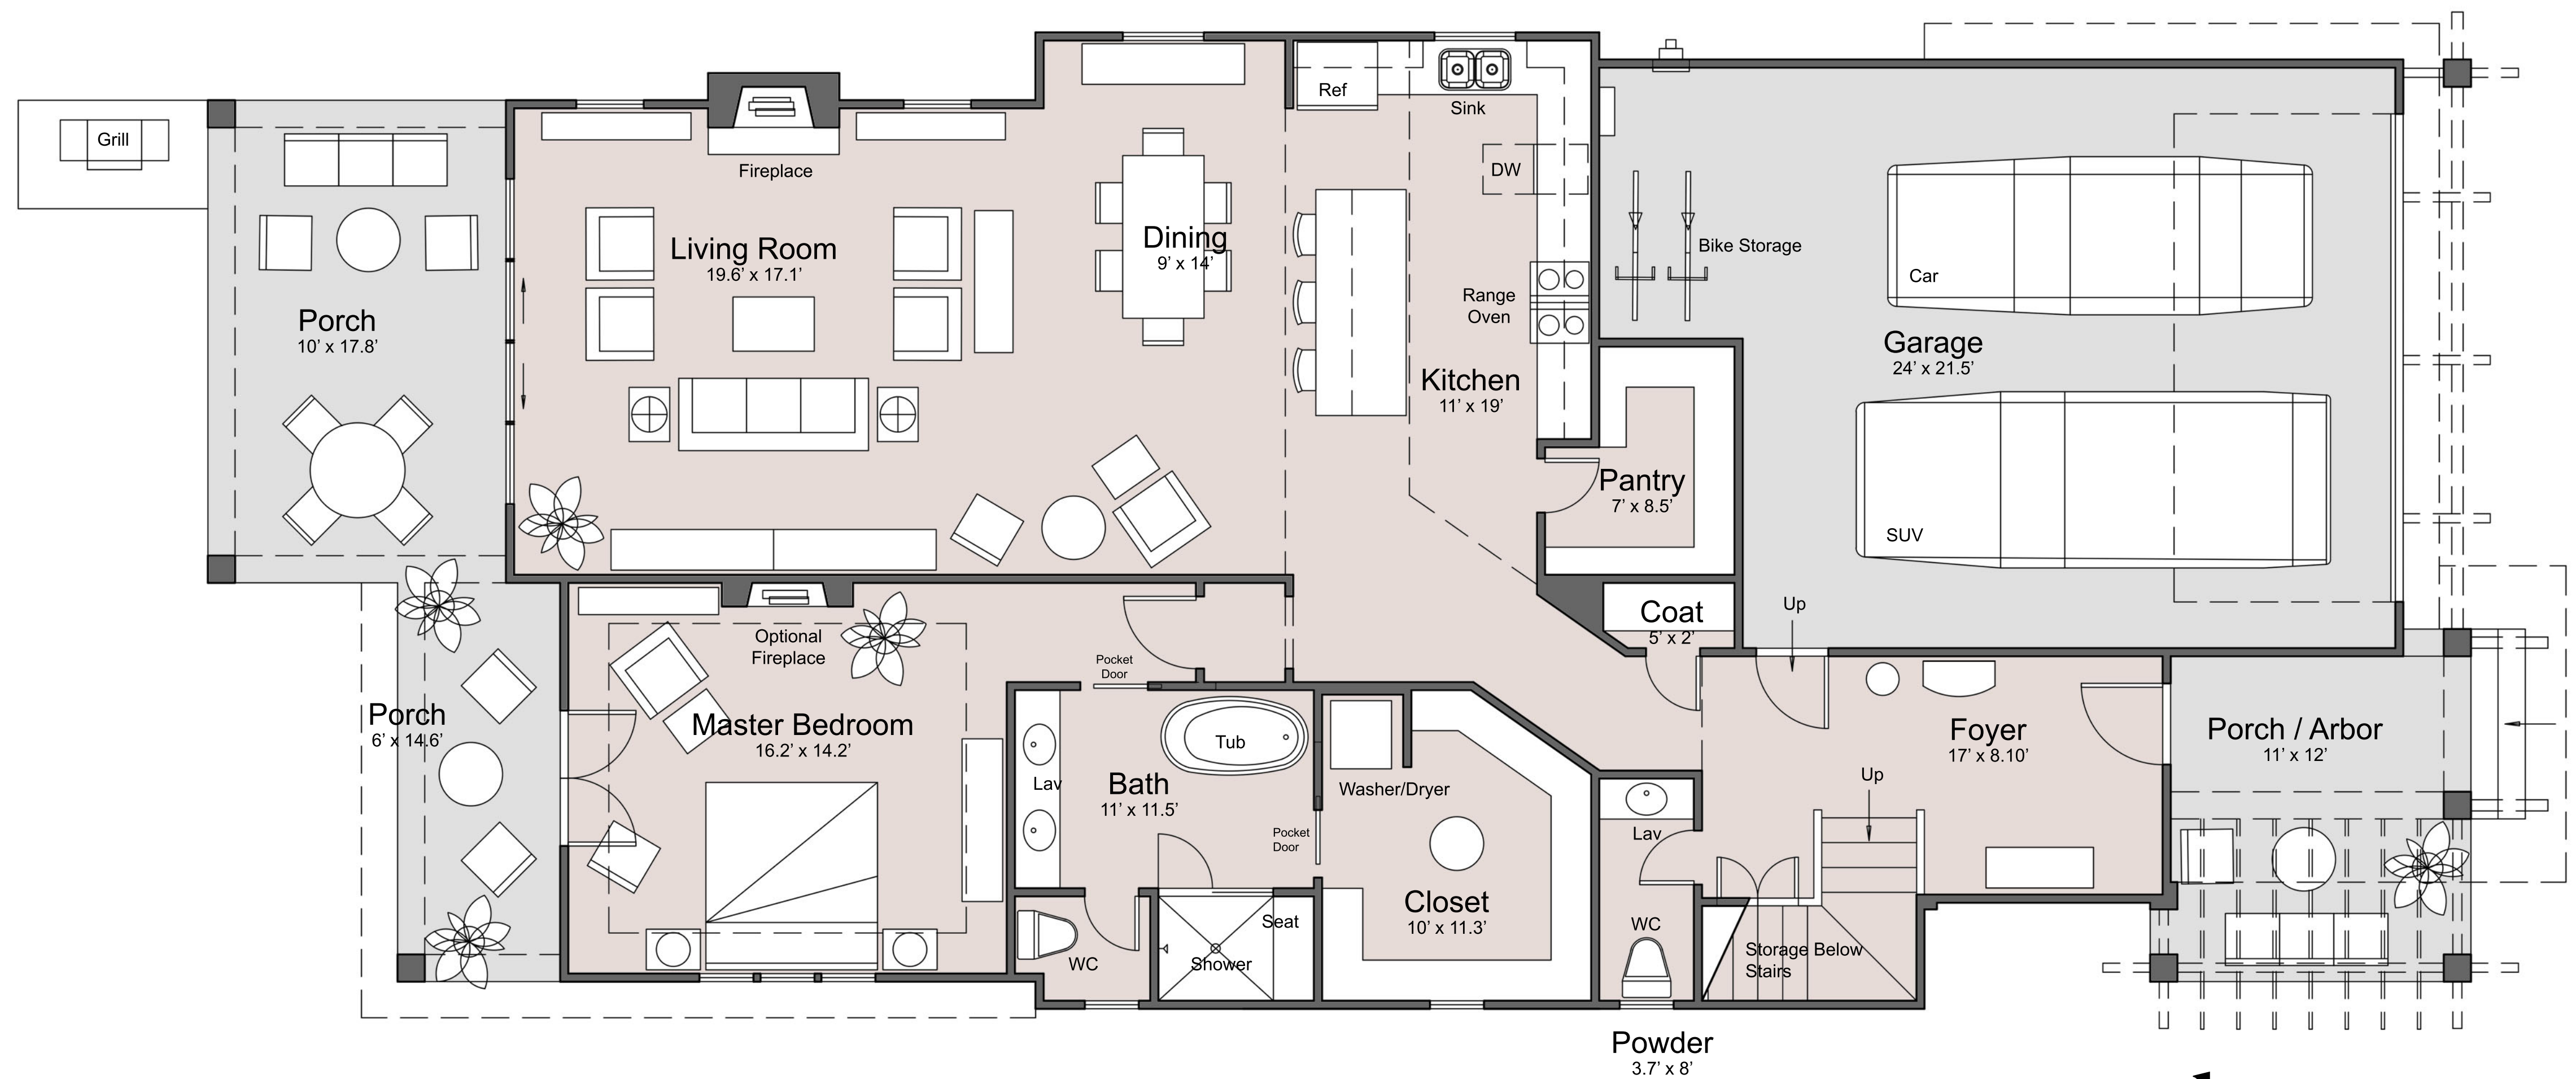 Grill
Porch
10’ x 17.8’
Fireplace
Living Room
19.6’ x 17.1’
Dining
9’ x 14’
Ref
Sink
DW
Range
Oven
Kitchen
11’ x 19’
Pantry
7’ x 8.5’
Coat
5’ x 2’
Bike Storage
Car
Garage
24’ x 21.5’
SUV
Up
Porch
6’ x 14.6’
Optional
Fireplace
Master Bedroom
16.2’ x 14.2’
Pocket
Door
Lav
Bath
11’ x 11.5’
Tub
Pocket
Door
WC
Seat
Shower
Washer/Dryer
Closet
10’ x 11.3’
Lav
WC
Powder
3.7’ x 8’
Storage Below
Stairs
Up
Foyer
17’ x 8.10’
Porch / Arbor
11’ x 12’